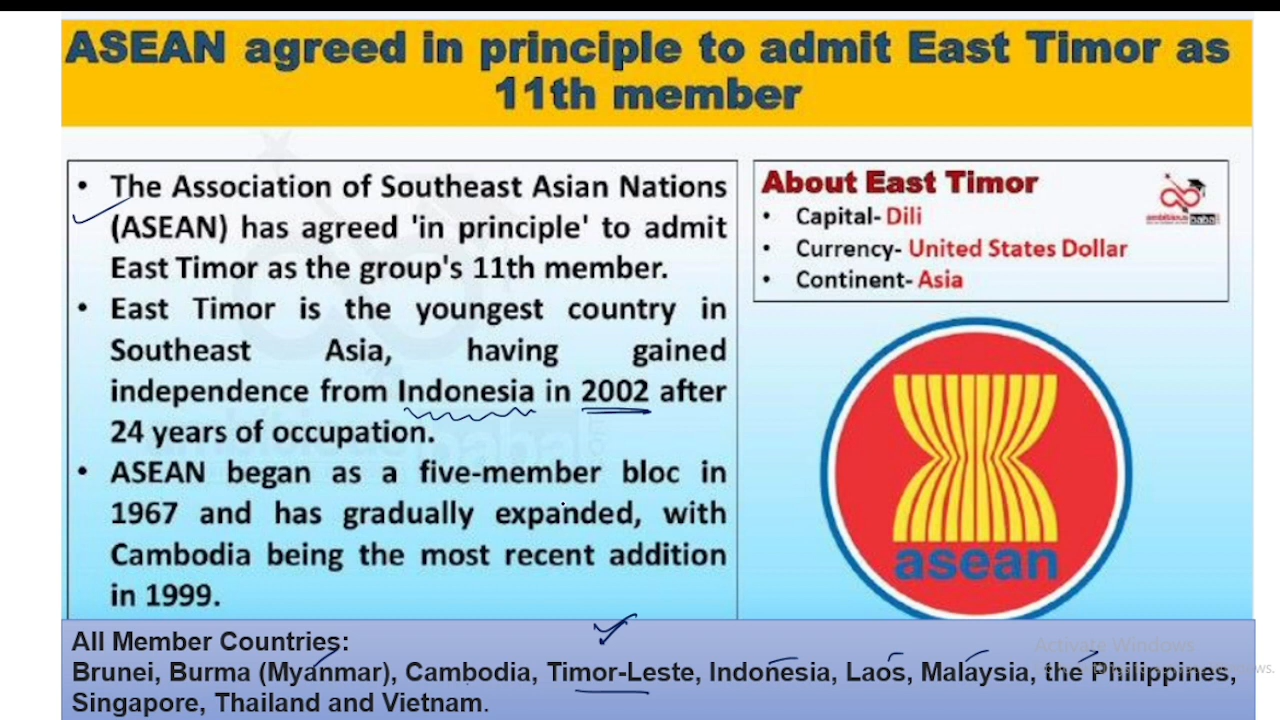 ASEAN agreed in principle to admit East Timor as
11th member
• The Association of Southeast Asian Nations
(ASEAN) has agreed 'in principle' to admit
East Timor as the group's 11th member.
• East Timor is the youngest country in
Southeast Asia, having gained
independence from Indonesia in 2002 after
24 years of occupation.
• ASEAN began as a five-member bloc in
1967 and has gradually expanded, with
Cambodia being the most recent addition
in 1999.
About East Timor
• Capital- Dili
• Currency- United States Dollar
• Continent- Asia
ambitious baba
asean
All Member Countries:
Brunei, Burma (Myanmar), Cambodia, Timor-Leste, Indonesia, Laos, Malaysia, the Philippines,
Singapore, Thailand and Vietnam.
Activate Windows